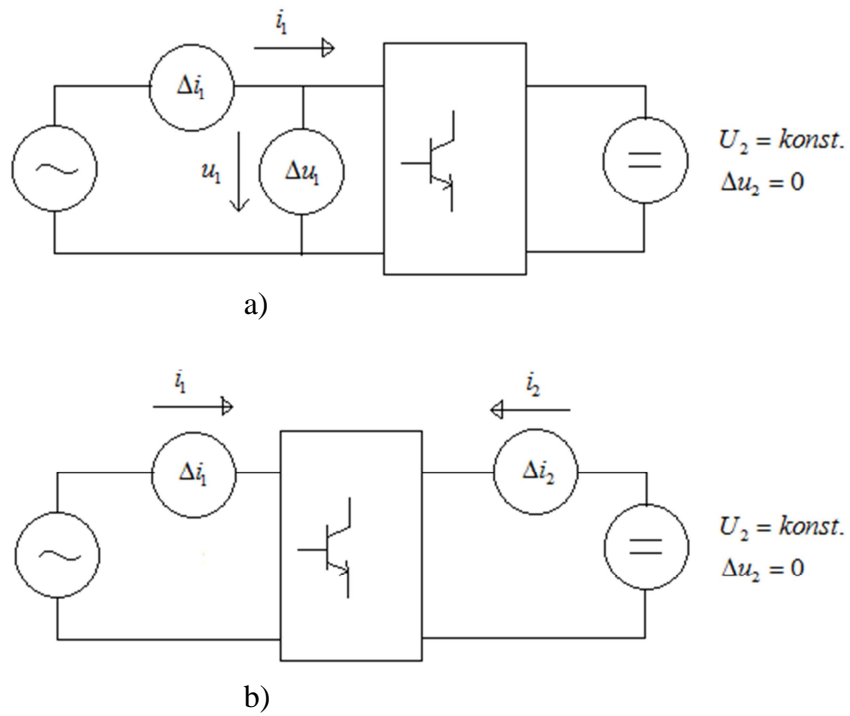 i₁
Δi₁
u₁
Δu₁
U₂ = konst.
Δu₂ = 0
a)
i₁
i₂
Δi₁
Δi₂
U₂ = konst.
Δu₂ = 0
b)